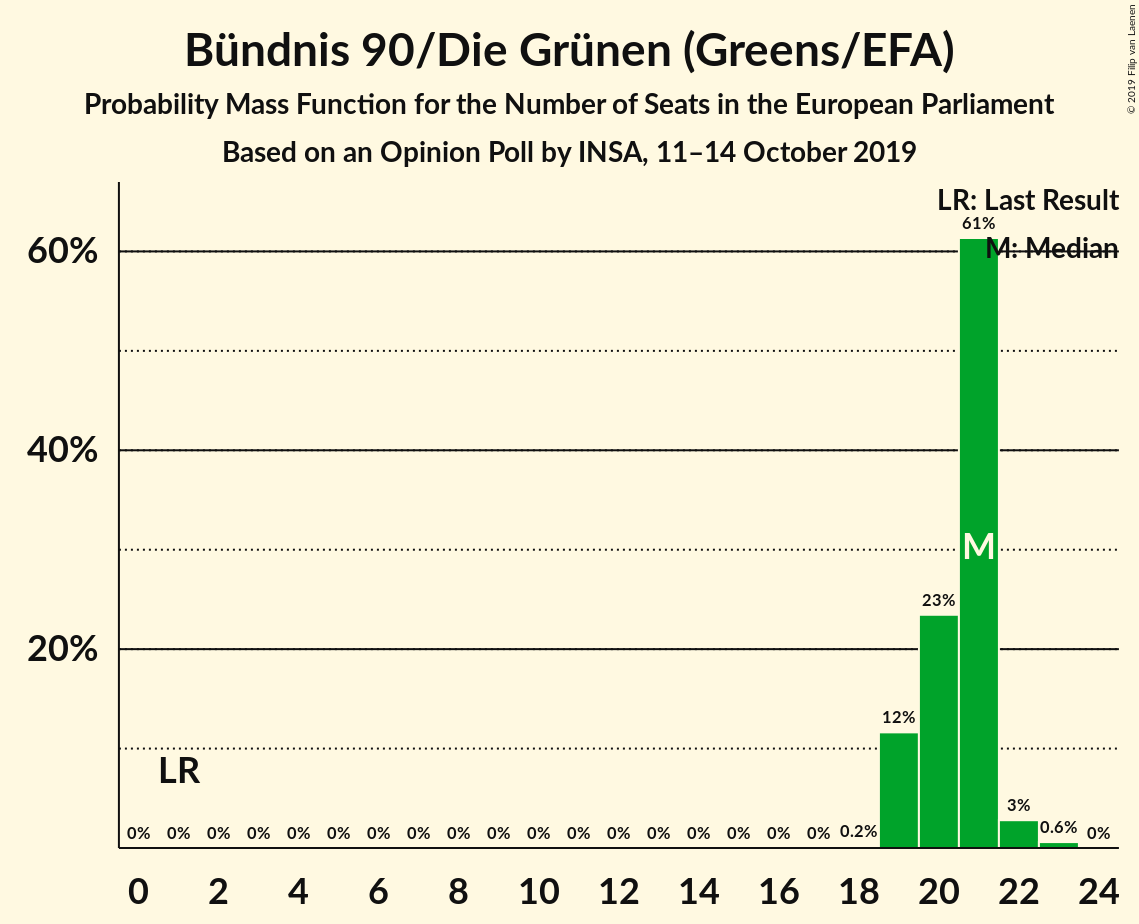 Bündnis 90/Die Grünen (Greens/EFA)
Probability Mass Function for the Number of Seats in the European Parliament
Based on an Opinion Poll by INSA, 11–14 October 2019
© 2019 Filip van Laenen
LR: Last Result
M: Median
60%
40%
20%
61%
M
23%
12%
LR
3%
0% 0% 0% 0% 0% 0% 0% 0% 0% 0% 0% 0% 0% 0% 0% 0% 0% 0% 0.2% 0.6% 0%
0 2 4 6 8 10 12 14 16 18 20 22 24